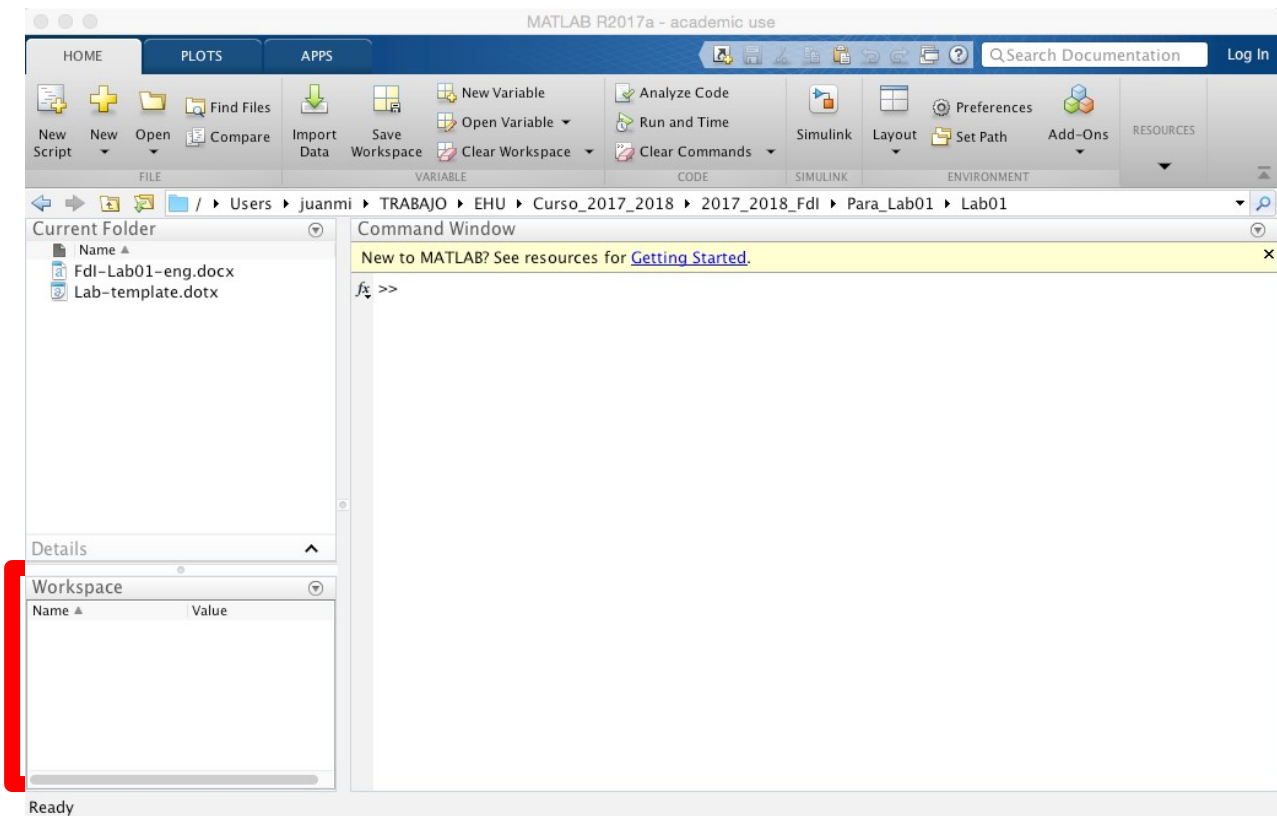 MATLAB R2017a - academic use
HOME PLOTS APPS Search Documentation Log In
New Script
New
Open
Find Files
Compare
Import Data
Save Workspace
New Variable
Open Variable
Clear Workspace
Analyze Code
Run and Time
Clear Commands
Simulink
Layout
Preferences
Set Path
Add-Ons
RESOURCES
FILE VARIABLE CODE SIMULINK ENVIRONMENT
/ Users juanmi TRABAJO EHU Curso_2017_2018 2017_2018_FdI Para_Lab01 Lab01
Current Folder
Name
FdI-Lab01-eng.docx
Lab-template.dotx
Details
Workspace
Name Value
Command Window
New to MATLAB? See resources for Getting Started.
fx >>
Ready